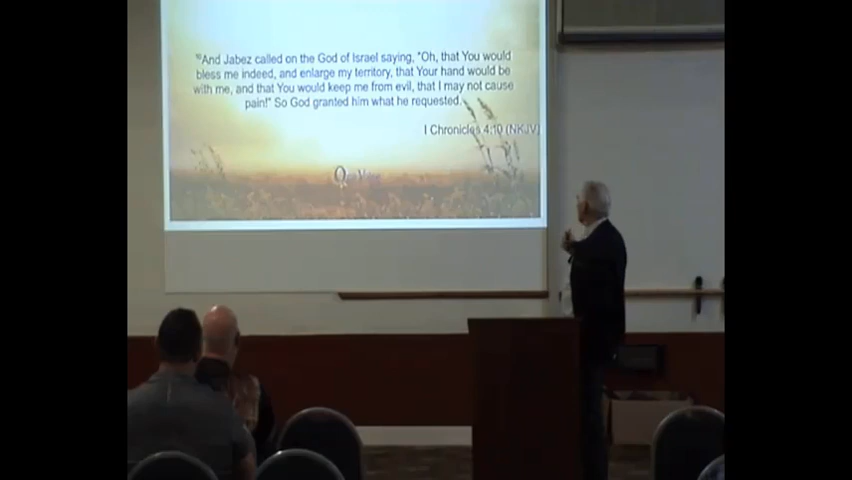 ¹⁰And Jabez called on the God of Israel saying, "Oh, that You would
bless me indeed, and enlarge my territory, that Your hand would be
with me, and that You would keep me from evil, that I may not cause
pain!" So God granted him what he requested.
I Chronicles 4:10 (NKJV)